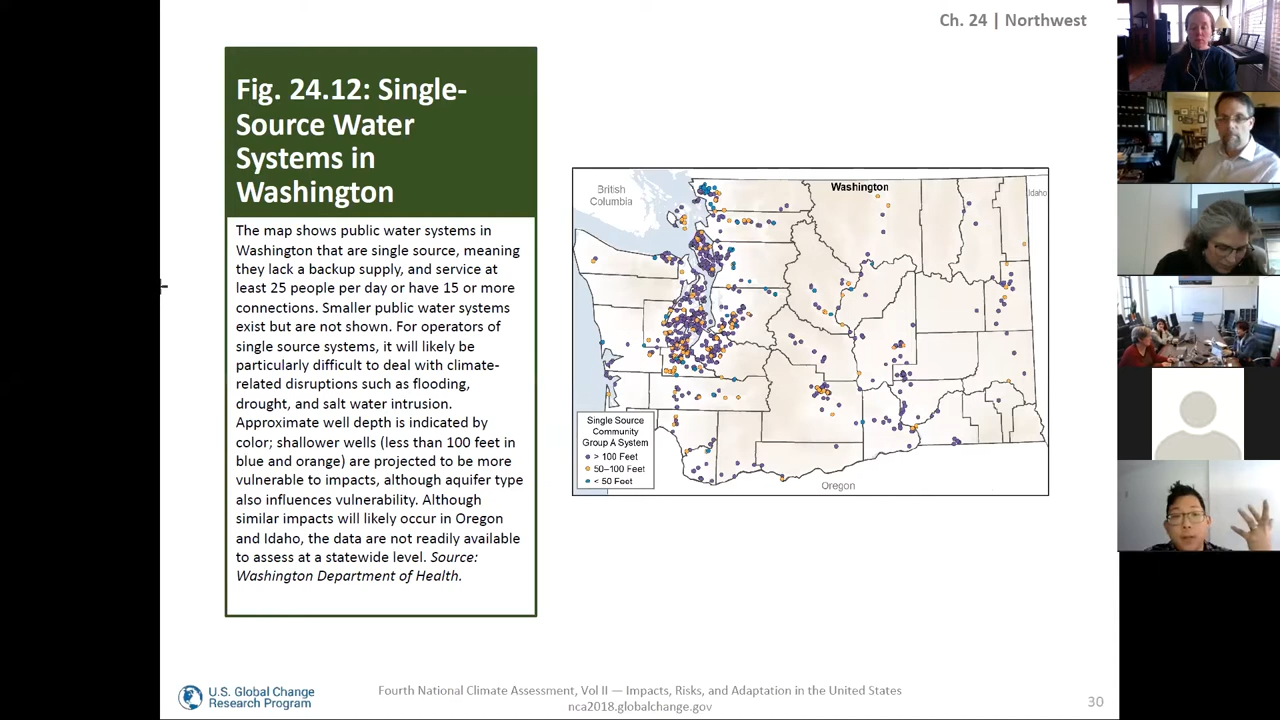 Ch. 24 | Northwest
Fig. 24.12: Single-
Source Water
Systems in
Washington
The map shows public water systems in
Washington that are single source, meaning
they lack a backup supply, and service at
least 25 people per day or have 15 or more
connections. Smaller public water systems
exist but are not shown. For operators of
single source systems, it will likely be
particularly difficult to deal with climate-
related disruptions such as flooding,
drought, and salt water intrusion.
Approximate well depth is indicated by
color; shallower wells (less than 100 feet in
blue and orange) are projected to be more
vulnerable to impacts, although aquifer type
also influences vulnerability. Although
similar impacts will likely occur in Oregon
and Idaho, the data are not readily available
to assess at a statewide level. Source:
Washington Department of Health.
British
Columbia
Washington
Idaho
Single Source
Community
Group A System
> 100 Feet
50–100 Feet
< 50 Feet
Oregon
U.S. Global Change
Research Program
Fourth National Climate Assessment, Vol II — Impacts, Risks, and Adaptation in the United States
nca2018.globalchange.gov
30